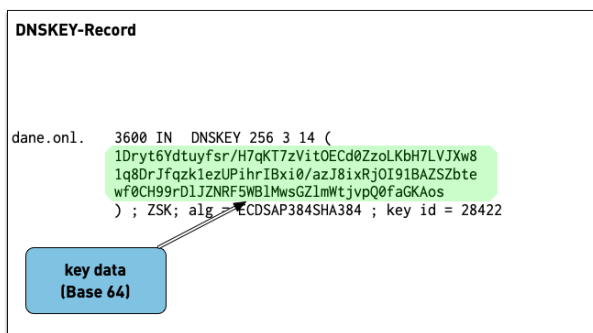 DNSKEY-Record
dane.onl. 3600 IN DNSKEY 256 3 14 (
1Dryt6Ydtuyfsr/H7qKT7zVitOECd0ZzoLKbH7LVJXw8
1q8DrJfqzk1ezUPihrIBxi0/azJ8ixRjOI91BAZSZbte
wf0CH99rDlJZNRF5WBlMwsGZlmWtjvpQ0faGKAos
) ; ZSK; alg = ECDSAP384SHA384 ; key id = 28422
key data
(Base 64)